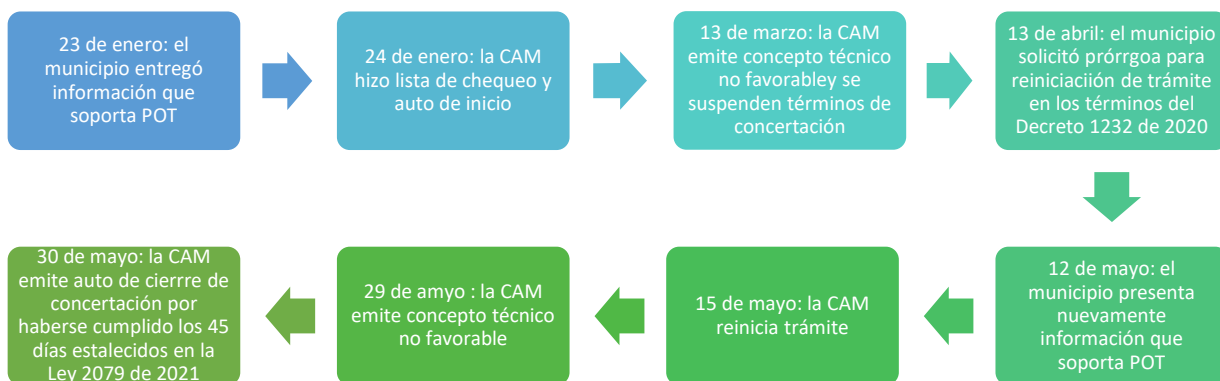 23 de enero: el
municipio entregó
información que
soporta POT
24 de enero: la CAM
hizo lista de chequeo y
auto de inicio
13 de marzo: la CAM
emite concepto técnico
no favorabley se
suspenden términos de
concertación
13 de abril: el municipio
solicitó prórrgoa para
reiniciaciión de trámite
en los términos del
Decreto 1232 de 2020
12 de mayo: el
municipio presenta
nuevamente
información que
soporta POT
15 de mayo: la CAM
reinicia trámite
29 de amyo : la CAM
emite concepto técnico
no favorable
30 de mayo: la CAM
emite auto de cierrre de
concertación por
haberse cumplido los 45
días estalecidos en la
Ley 2079 de 2021